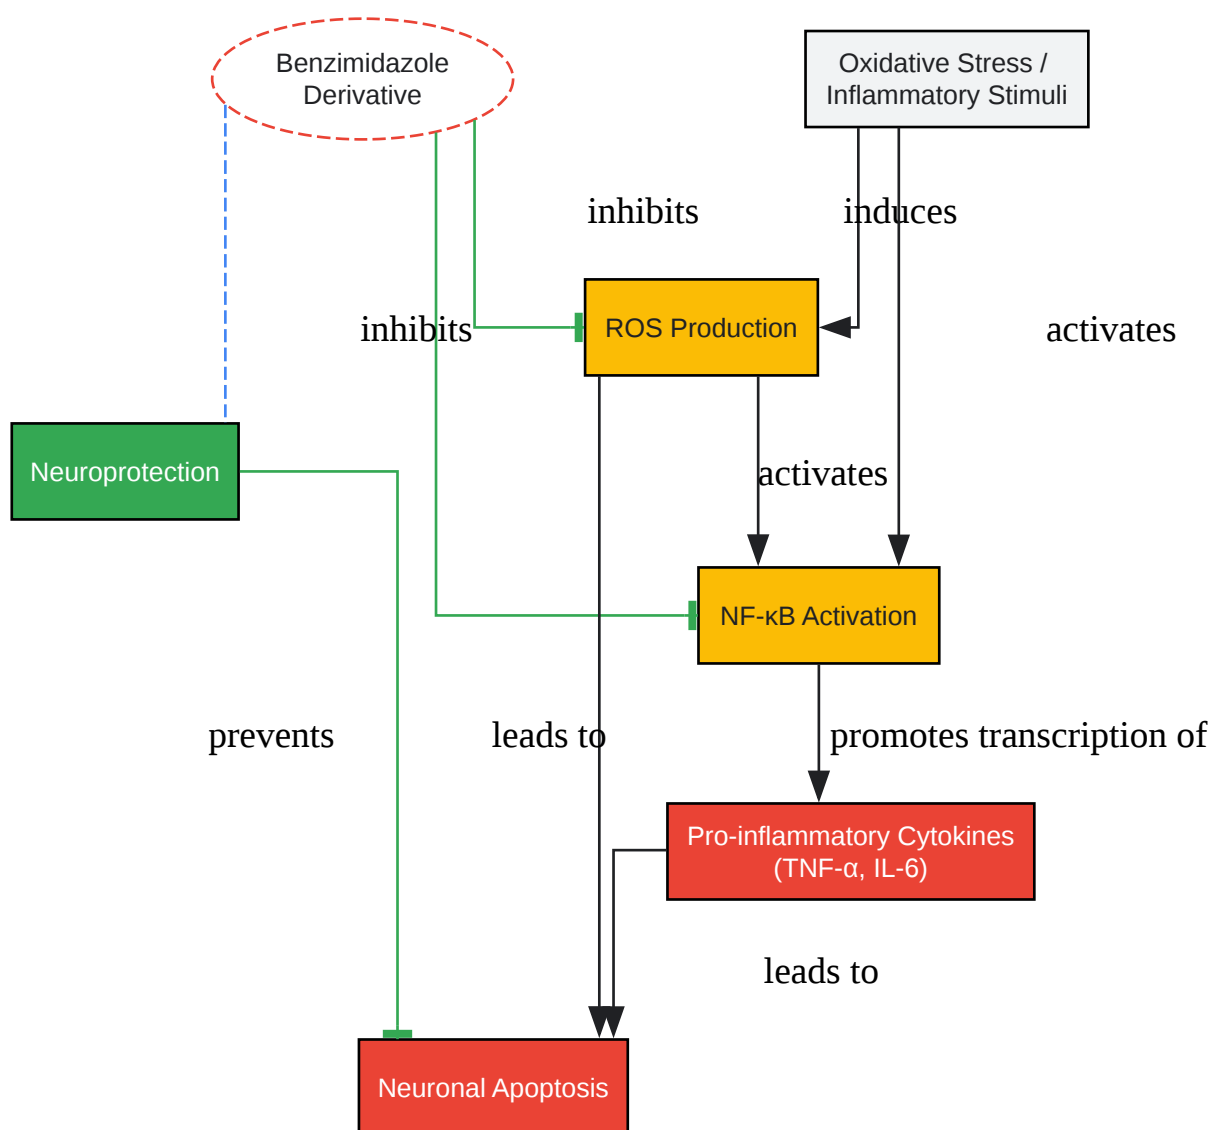 Benzimidazole
Derivative
Oxidative Stress /
Inflammatory Stimuli
inhibits
induces
ROS Production
inhibits
activates
Neuroprotection
activates
NF-κB Activation
prevents
leads to
promotes transcription of
Pro-inflammatory Cytokines
(TNF-α, IL-6)
leads to
Neuronal Apoptosis